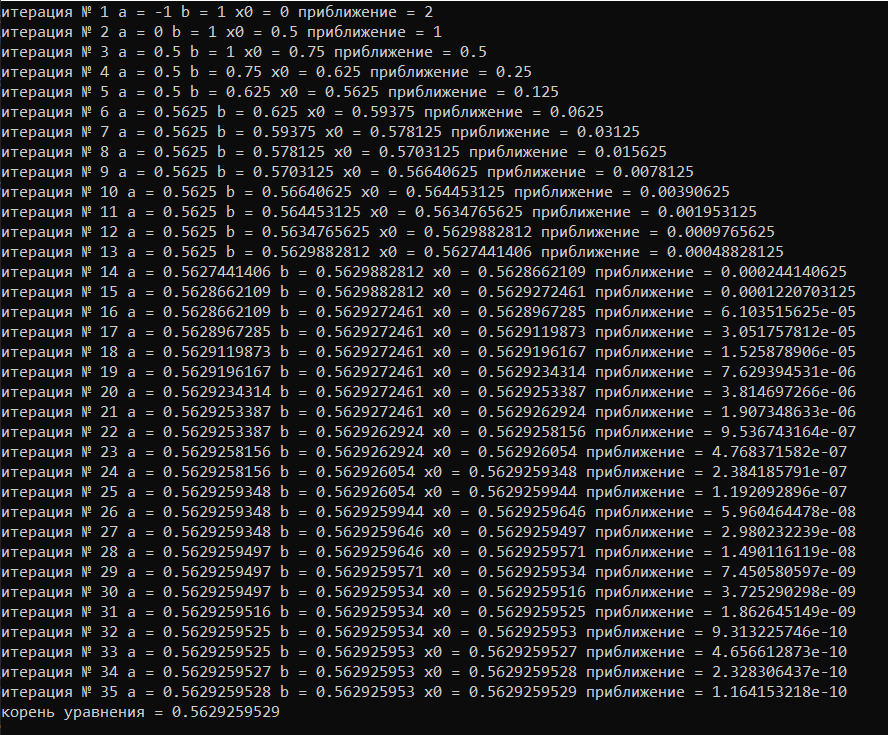 итерация № 1 a = -1 b = 1 x0 = 0 приближение = 2
итерация № 2 a = 0 b = 1 x0 = 0.5 приближение = 1
итерация № 3 a = 0.5 b = 1 x0 = 0.75 приближение = 0.5
итерация № 4 a = 0.5 b = 0.75 x0 = 0.625 приближение = 0.25
итерация № 5 a = 0.5 b = 0.625 x0 = 0.5625 приближение = 0.125
итерация № 6 a = 0.5625 b = 0.625 x0 = 0.59375 приближение = 0.0625
итерация № 7 a = 0.5625 b = 0.59375 x0 = 0.578125 приближение = 0.03125
итерация № 8 a = 0.5625 b = 0.578125 x0 = 0.5703125 приближение = 0.015625
итерация № 9 a = 0.5625 b = 0.5703125 x0 = 0.56640625 приближение = 0.0078125
итерация № 10 a = 0.5625 b = 0.56640625 x0 = 0.564453125 приближение = 0.00390625
итерация № 11 a = 0.5625 b = 0.564453125 x0 = 0.5634765625 приближение = 0.001953125
итерация № 12 a = 0.5625 b = 0.5634765625 x0 = 0.5629882812 приближение = 0.0009765625
итерация № 13 a = 0.5625 b = 0.5629882812 x0 = 0.5627441406 приближение = 0.00048828125
итерация № 14 a = 0.5627441406 b = 0.5629882812 x0 = 0.5628662109 приближение = 0.000244140625
итерация № 15 a = 0.5628662109 b = 0.5629882812 x0 = 0.5629272461 приближение = 0.0001220703125
итерация № 16 a = 0.5628662109 b = 0.5629272461 x0 = 0.5628967285 приближение = 6.103515625e-05
итерация № 17 a = 0.5628967285 b = 0.5629272461 x0 = 0.5629119873 приближение = 3.051757812e-05
итерация № 18 a = 0.5629119873 b = 0.5629272461 x0 = 0.5629196167 приближение = 1.525878906e-05
итерация № 19 a = 0.5629196167 b = 0.5629272461 x0 = 0.5629234314 приближение = 7.629394531e-06
итерация № 20 a = 0.5629234314 b = 0.5629272461 x0 = 0.5629253387 приближение = 3.814697266e-06
итерация № 21 a = 0.5629253387 b = 0.5629272461 x0 = 0.5629262924 приближение = 1.907348633e-06
итерация № 22 a = 0.5629253387 b = 0.5629262924 x0 = 0.5629258156 приближение = 9.536743164e-07
итерация № 23 a = 0.5629258156 b = 0.5629262924 x0 = 0.562926054 приближение = 4.768371582e-07
итерация № 24 a = 0.5629258156 b = 0.562926054 x0 = 0.5629259348 приближение = 2.384185791e-07
итерация № 25 a = 0.5629259348 b = 0.562926054 x0 = 0.5629259944 приближение = 1.192092896e-07
итерация № 26 a = 0.5629259348 b = 0.5629259944 x0 = 0.5629259646 приближение = 5.960464478e-08
итерация № 27 a = 0.5629259348 b = 0.5629259646 x0 = 0.5629259497 приближение = 2.980232239e-08
итерация № 28 a = 0.5629259497 b = 0.5629259646 x0 = 0.5629259571 приближение = 1.490116119e-08
итерация № 29 a = 0.5629259497 b = 0.5629259571 x0 = 0.5629259534 приближение = 7.450580597e-09
итерация № 30 a = 0.5629259497 b = 0.5629259534 x0 = 0.5629259516 приближение = 3.725290298e-09
итерация № 31 a = 0.5629259516 b = 0.5629259534 x0 = 0.5629259525 приближение = 1.862645149e-09
итерация № 32 a = 0.5629259525 b = 0.5629259534 x0 = 0.562925953 приближение = 9.313225746e-10
итерация № 33 a = 0.5629259525 b = 0.562925953 x0 = 0.5629259527 приближение = 4.656612873e-10
итерация № 34 a = 0.5629259527 b = 0.562925953 x0 = 0.5629259528 приближение = 2.328306437e-10
итерация № 35 a = 0.5629259528 b = 0.562925953 x0 = 0.5629259529 приближение = 1.164153218e-10
корень уравнения = 0.5629259529